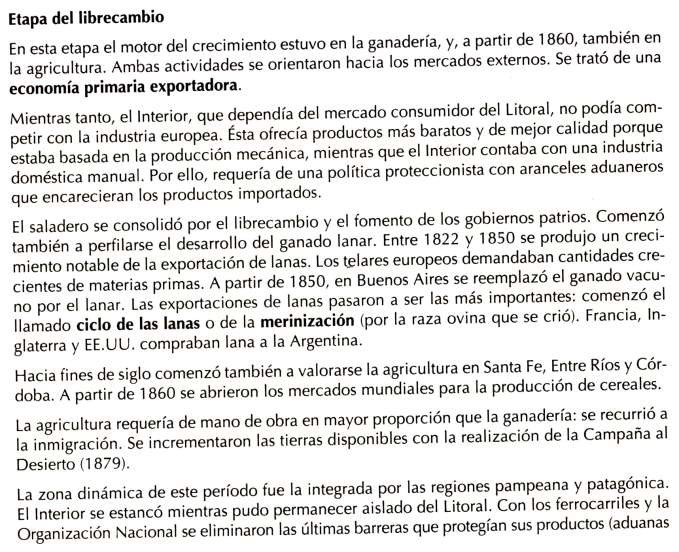 Etapa del librecambio
En esta etapa el motor del crecimiento estuvo en la ganadería, y, a partir de 1860, también en
la agricultura. Ambas actividades se orientaron hacia los mercados externos. Se trató de una
economía primaria exportadora.
Mientras tanto, el Interior, que dependía del mercado consumidor del Litoral, no podía com-
petir con la industria europea. Ésta ofrecía productos más baratos y de mejor calidad porque
estaba basada en la producción mecánica, mientras que el Interior contaba con una industria
doméstica manual. Por ello, requería de una política proteccionista con aranceles aduaneros
que encarecieran los productos importados.
El saladero se consolidó por el librecambio y el fomento de los gobiernos patrios. Comenzó
también a perfilarse el desarrollo del ganado lanar. Entre 1822 y 1850 se produjo un creci-
miento notable de la exportación de lanas. Los telares europeos demandaban cantidades cre-
cientes de materias primas. A partir de 1850, en Buenos Aires se reemplazó el ganado vacu-
no por el lanar. Las exportaciones de lanas pasaron a ser las más importantes: comenzó el
llamado ciclo de las lanas o de la merinización (por la raza ovina que se crió). Francia, In-
glaterra y EE.UU. compraban lana a la Argentina.
Hacia fines de siglo comenzó también a valorarse la agricultura en Santa Fe, Entre Ríos y Cór-
doba. A partir de 1860 se abrieron los mercados mundiales para la producción de cereales.
La agricultura requería de mano de obra en mayor proporción que la ganadería: se recurrió a
la inmigración. Se incrementaron las tierras disponibles con la realización de la Campaña al
Desierto (1879).
La zona dinámica de este período fue la integrada por las regiones pampeana y patagónica.
El Interior se estancó mientras pudo permanecer aislado del Litoral. Con los ferrocarriles y la
Organización Nacional se eliminaron las últimas barreras que protegían sus productos (aduanas